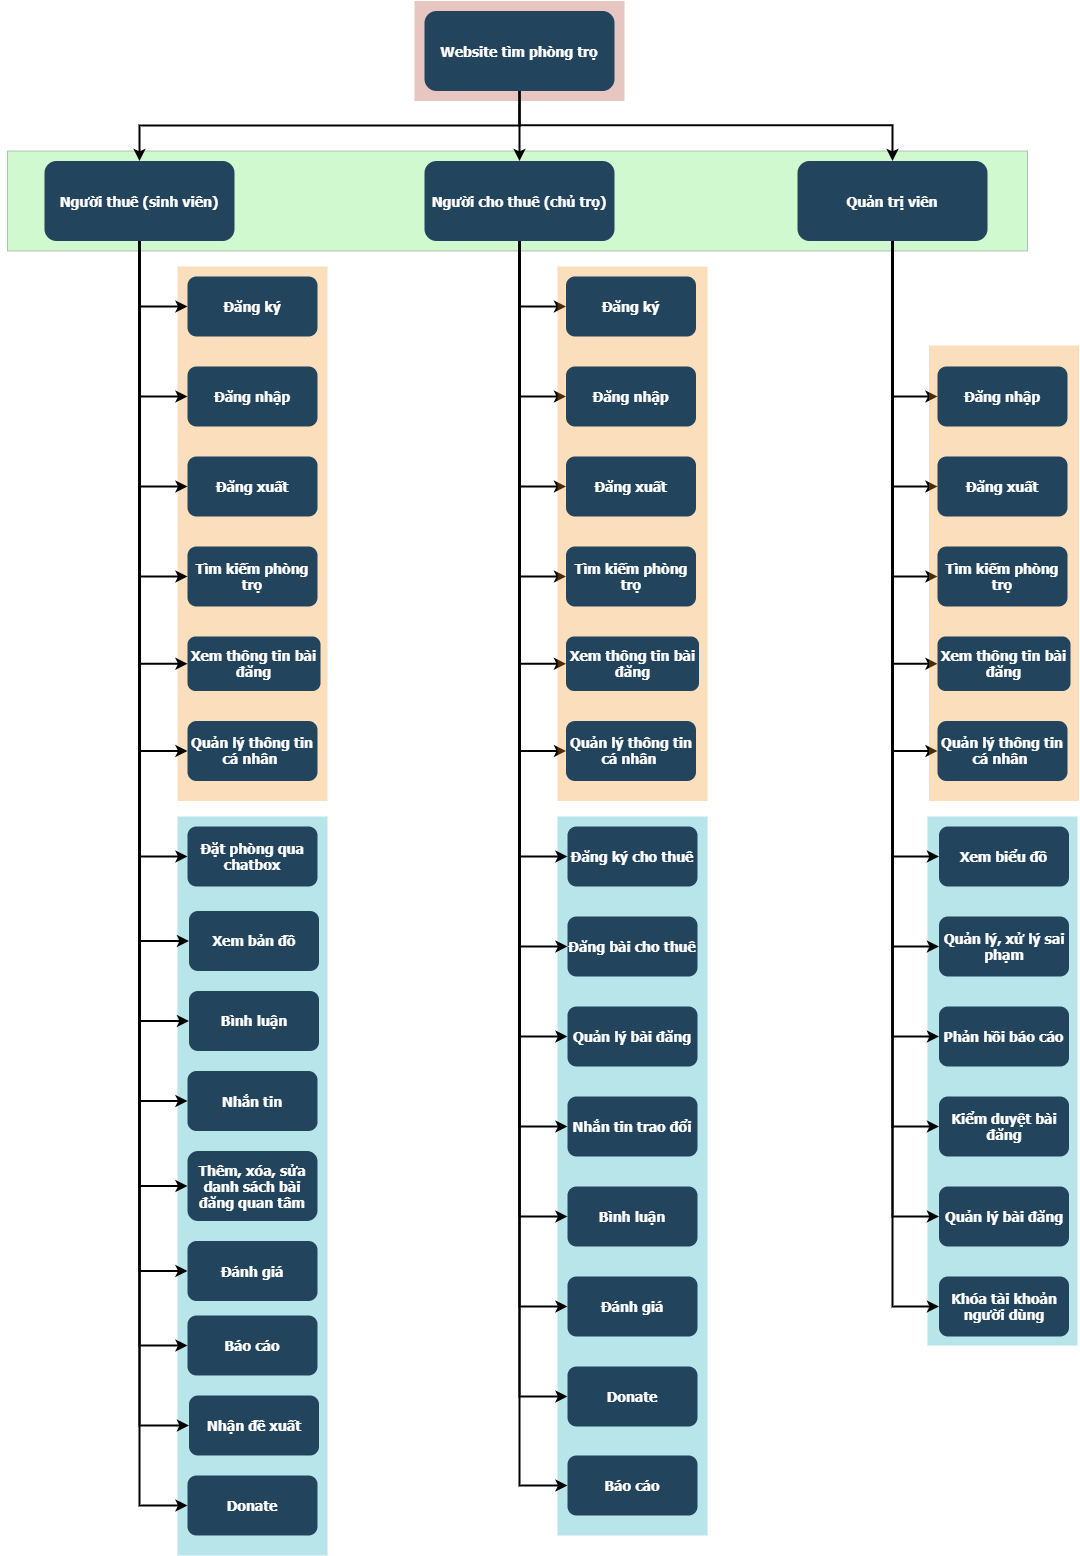 Website tìm phòng trọ
Người thuê (sinh viên)
Người cho thuê (chủ trọ)
Quản trị viên
Đăng ký
Đăng nhập
Đăng xuất
Tìm kiếm phòng
trọ
Xem thông tin bài
đăng
Quản lý thông tin
cá nhân
Đặt phòng qua
chatbox
Xem bản đồ
Bình luận
Nhắn tin
Thêm, xóa, sửa
danh sách bài
đăng quan tâm
Đánh giá
Báo cáo
Nhận đề xuất
Donate
Đăng ký
Đăng nhập
Đăng xuất
Tìm kiếm phòng
trọ
Xem thông tin bài
đăng
Quản lý thông tin
cá nhân
Đăng ký cho thuê
Đăng bài cho thuê
Quản lý bài đăng
Nhắn tin trao đổi
Bình luận
Đánh giá
Donate
Báo cáo
Đăng nhập
Đăng xuất
Tìm kiếm phòng
trọ
Xem thông tin bài
đăng
Quản lý thông tin
cá nhân
Xem biểu đồ
Quản lý, xử lý sai
phạm
Phản hồi báo cáo
Kiểm duyệt bài
đăng
Quản lý bài đăng
Khóa tài khoản
người dùng